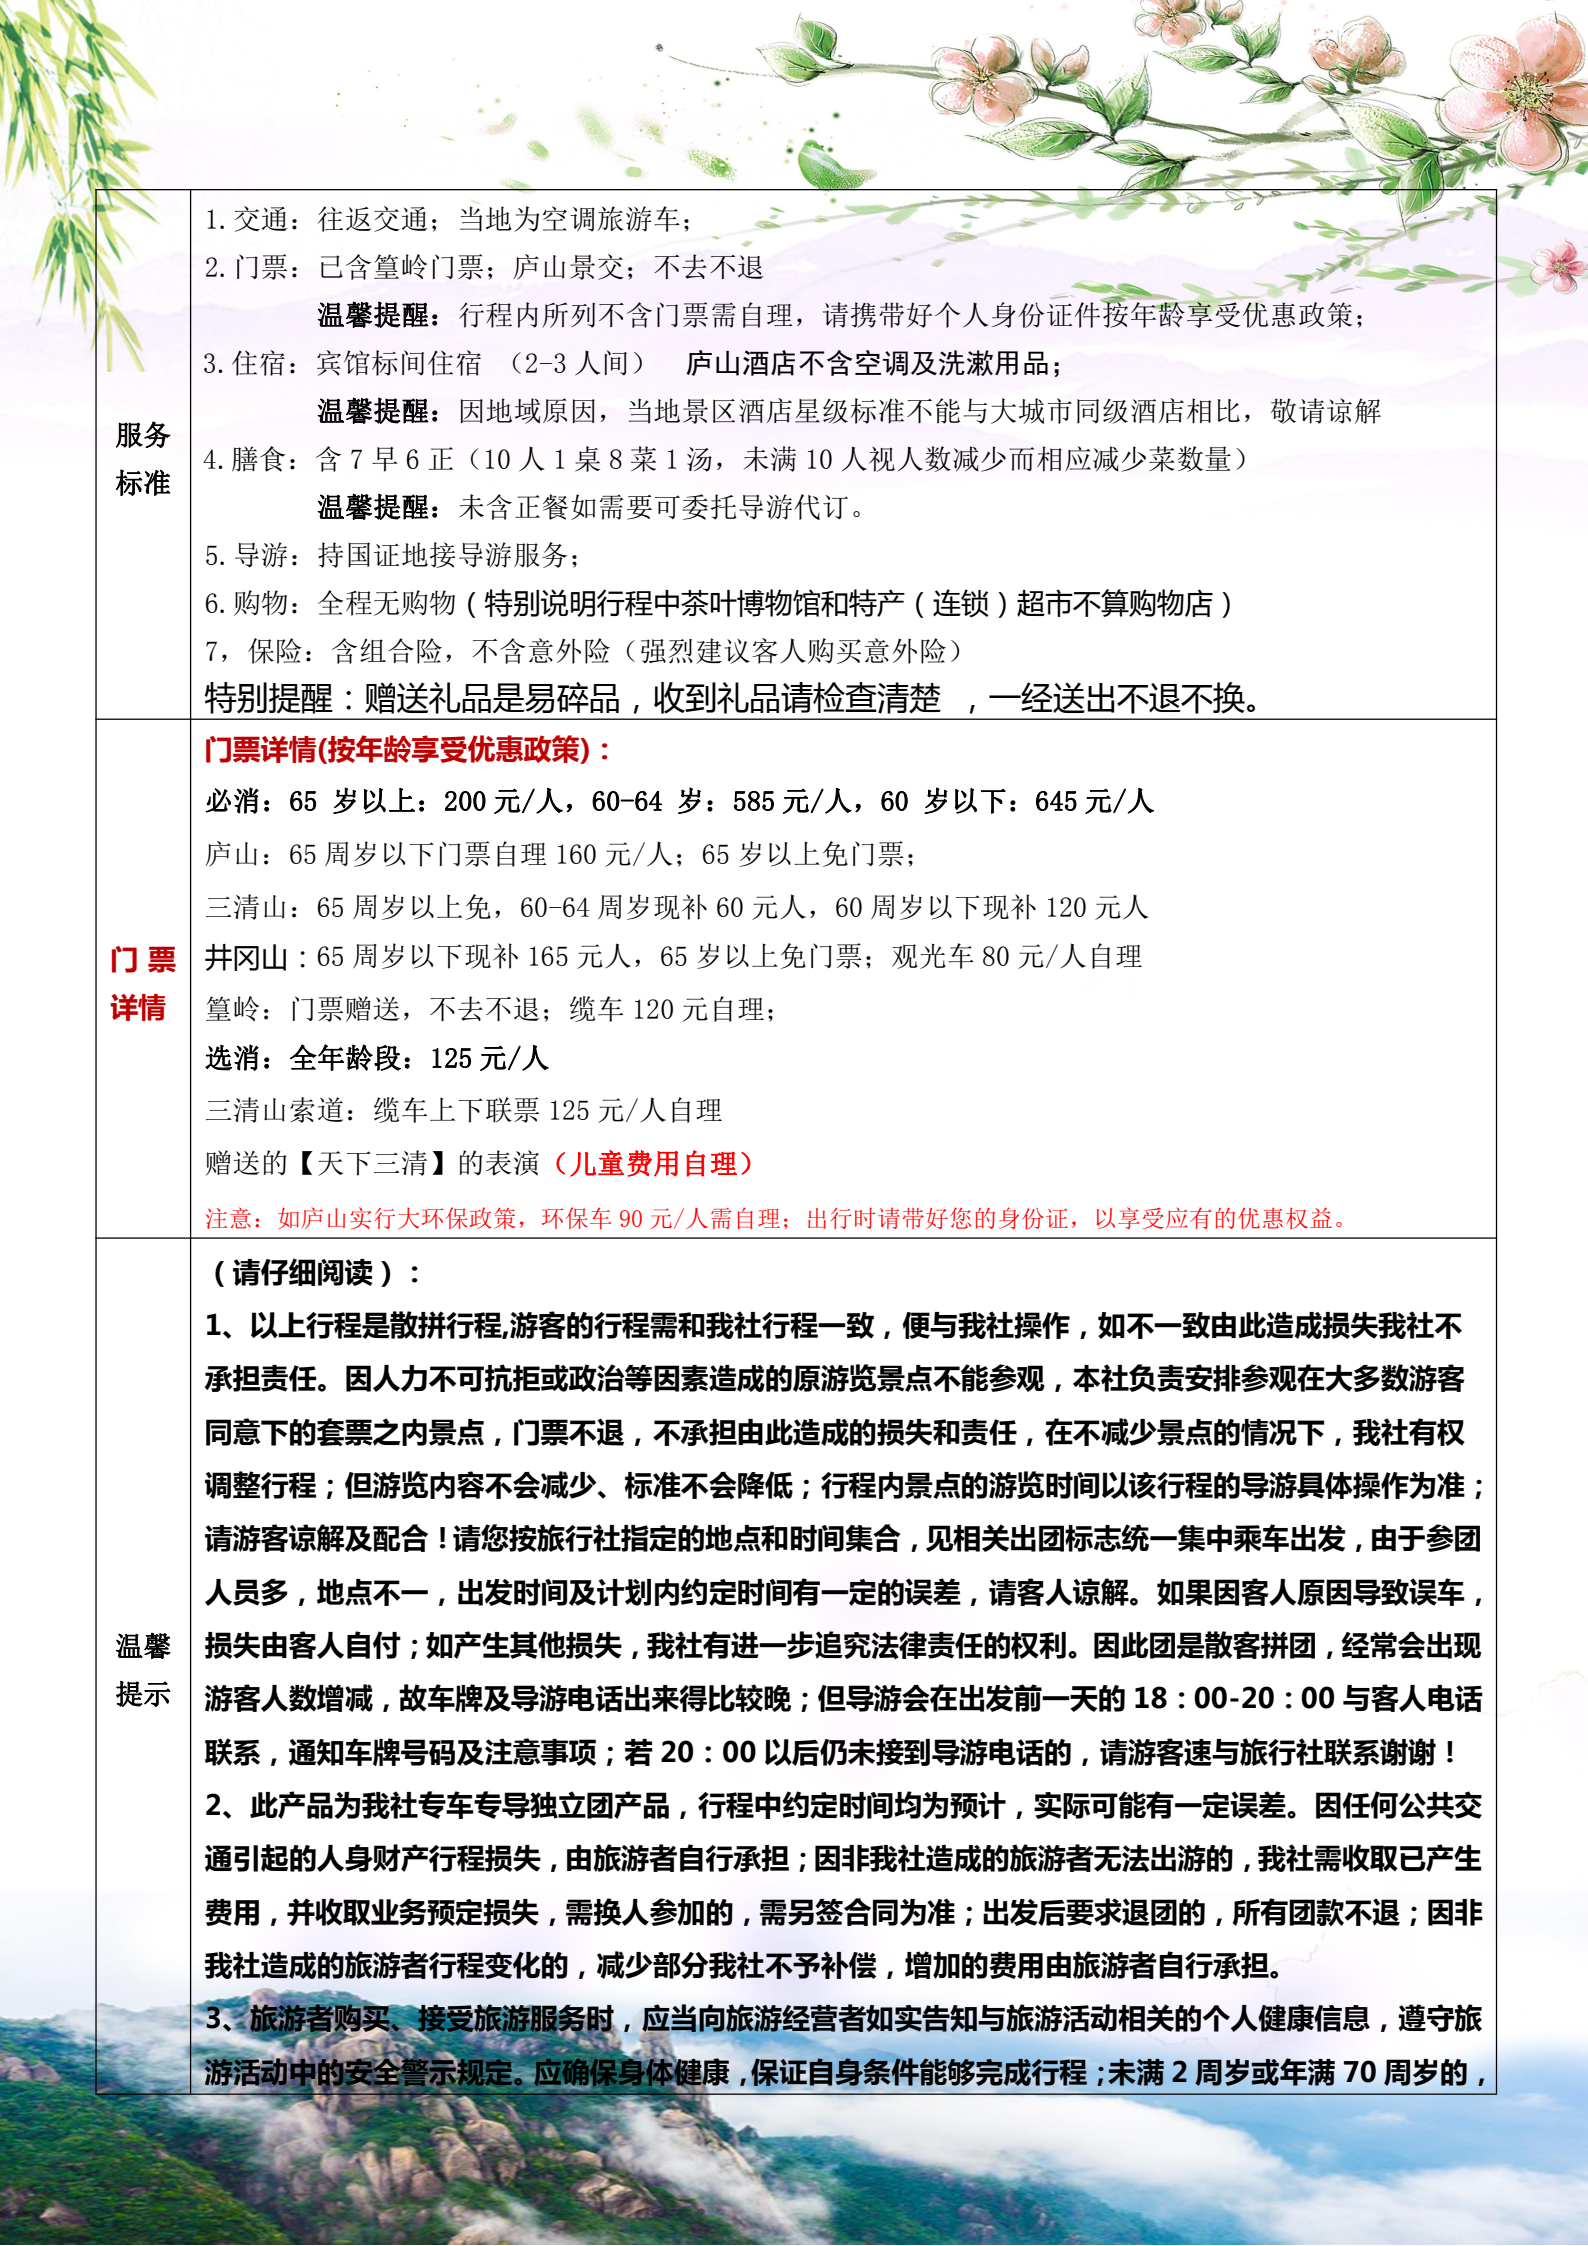 服务
标准
1.交通：往返交通；当地为空调旅游车；
2.门票：已含篁岭门票；庐山景交；不去不退
温馨提醒：行程内所列不含门票需自理，请携带好个人身份证件按年龄享受优惠政策；
3.住宿：宾馆标间住宿 （2-3 人间） 庐山酒店不含空调及洗漱用品；
温馨提醒：因地域原因，当地景区酒店星级标准不能与大城市同级酒店相比，敬请谅解
4.膳食：含 7 早 6 正（10 人 1 桌 8 菜 1 汤，未满 10 人视人数减少而相应减少菜数量）
温馨提醒：未含正餐如需要可委托导游代订。
5.导游：持国证地接导游服务；
6.购物：全程无购物（特别说明行程中茶叶博物馆和特产（连锁）超市不算购物店）
7，保险：含组合险，不含意外险（强烈建议客人购买意外险）
特别提醒：赠送礼品是易碎品，收到礼品请检查清楚 ，一经送出不退不换。
门 票
详情
门票详情(按年龄享受优惠政策)：
必消：65 岁以上：200 元/人，60-64 岁：585 元/人，60 岁以下：645 元/人
庐山：65 周岁以下门票自理 160 元/人；65 岁以上免门票；
三清山：65 周岁以上免，60-64 周岁现补 60 元人，60 周岁以下现补 120 元人
井冈山：65 周岁以下现补 165 元人，65 岁以上免门票；观光车 80 元/人自理
篁岭：门票赠送，不去不退；缆车 120 元自理；
选消：全年龄段：125 元/人
三清山索道：缆车上下联票 125 元/人自理
赠送的【天下三清】的表演（儿童费用自理）
注意：如庐山实行大环保政策，环保车 90 元/人需自理；出行时请带好您的身份证，以享受应有的优惠权益。
温馨
提示
（请仔细阅读）：
1、以上行程是散拼行程,游客的行程需和我社行程一致，便与我社操作，如不一致由此造成损失我社不
承担责任。因人力不可抗拒或政治等因素造成的原游览景点不能参观，本社负责安排参观在大多数游客
同意下的套票之内景点，门票不退，不承担由此造成的损失和责任，在不减少景点的情况下，我社有权
调整行程；但游览内容不会减少、标准不会降低；行程内景点的游览时间以该行程的导游具体操作为准；
请游客谅解及配合！请您按旅行社指定的地点和时间集合，见相关出团标志统一集中乘车出发，由于参团
人员多，地点不一，出发时间及计划内约定时间有一定的误差，请客人谅解。如果因客人原因导致误车，
损失由客人自付；如产生其他损失，我社有进一步追究法律责任的权利。因此团是散客拼团，经常会出现
游客人数增减，故车牌及导游电话出来得比较晚；但导游会在出发前一天的 18：00-20：00 与客人电话
联系，通知车牌号码及注意事项；若 20：00 以后仍未接到导游电话的，请游客速与旅行社联系谢谢！
2、此产品为我社专车专导独立团产品，行程中约定时间均为预计，实际可能有一定误差。因任何公共交
通引起的人身财产行程损失，由旅游者自行承担；因非我社造成的旅游者无法出游的，我社需收取已产生
费用，并收取业务预定损失，需换人参加的，需另签合同为准；出发后要求退团的，所有团款不退；因非
我社造成的旅游者行程变化的，减少部分我社不予补偿，增加的费用由旅游者自行承担。
3、旅游者购买、接受旅游服务时，应当向旅游经营者如实告知与旅游活动相关的个人健康信息，遵守旅
游活动中的安全警示规定。应确保身体健康，保证自身条件能够完成行程；未满 2 周岁或年满 70 周岁的，